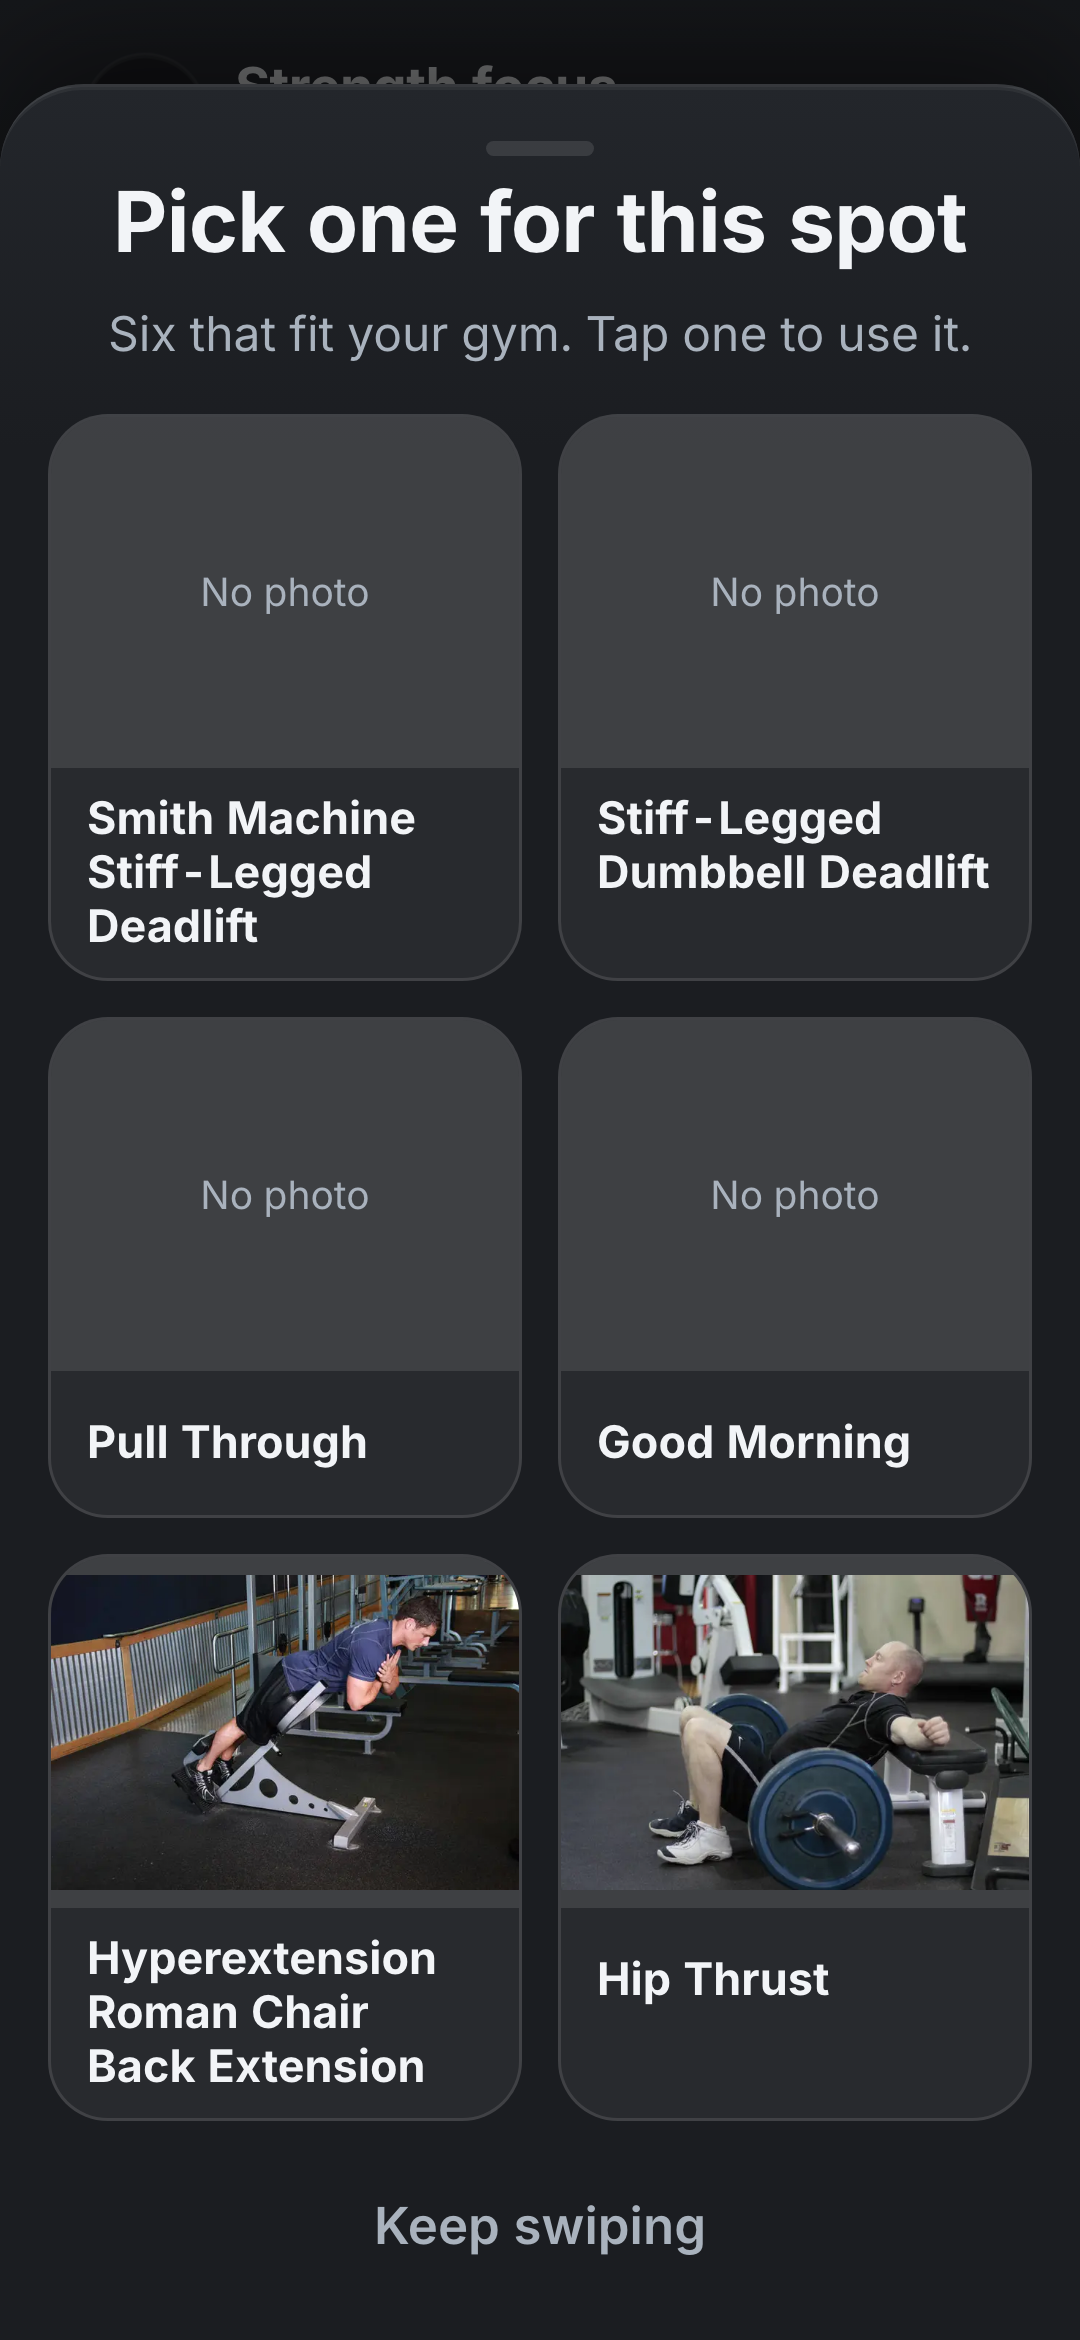 Strength focus
Pick one for this spot
Six that fit your gym. Tap one to use it.
No photo
No photo
Smith Machine
Stiff-Legged
Deadlift
Stiff-Legged
Dumbbell Deadlift
No photo
No photo
Pull Through
Good Morning
Hyperextension
Roman Chair
Back Extension
Hip Thrust
Keep swiping